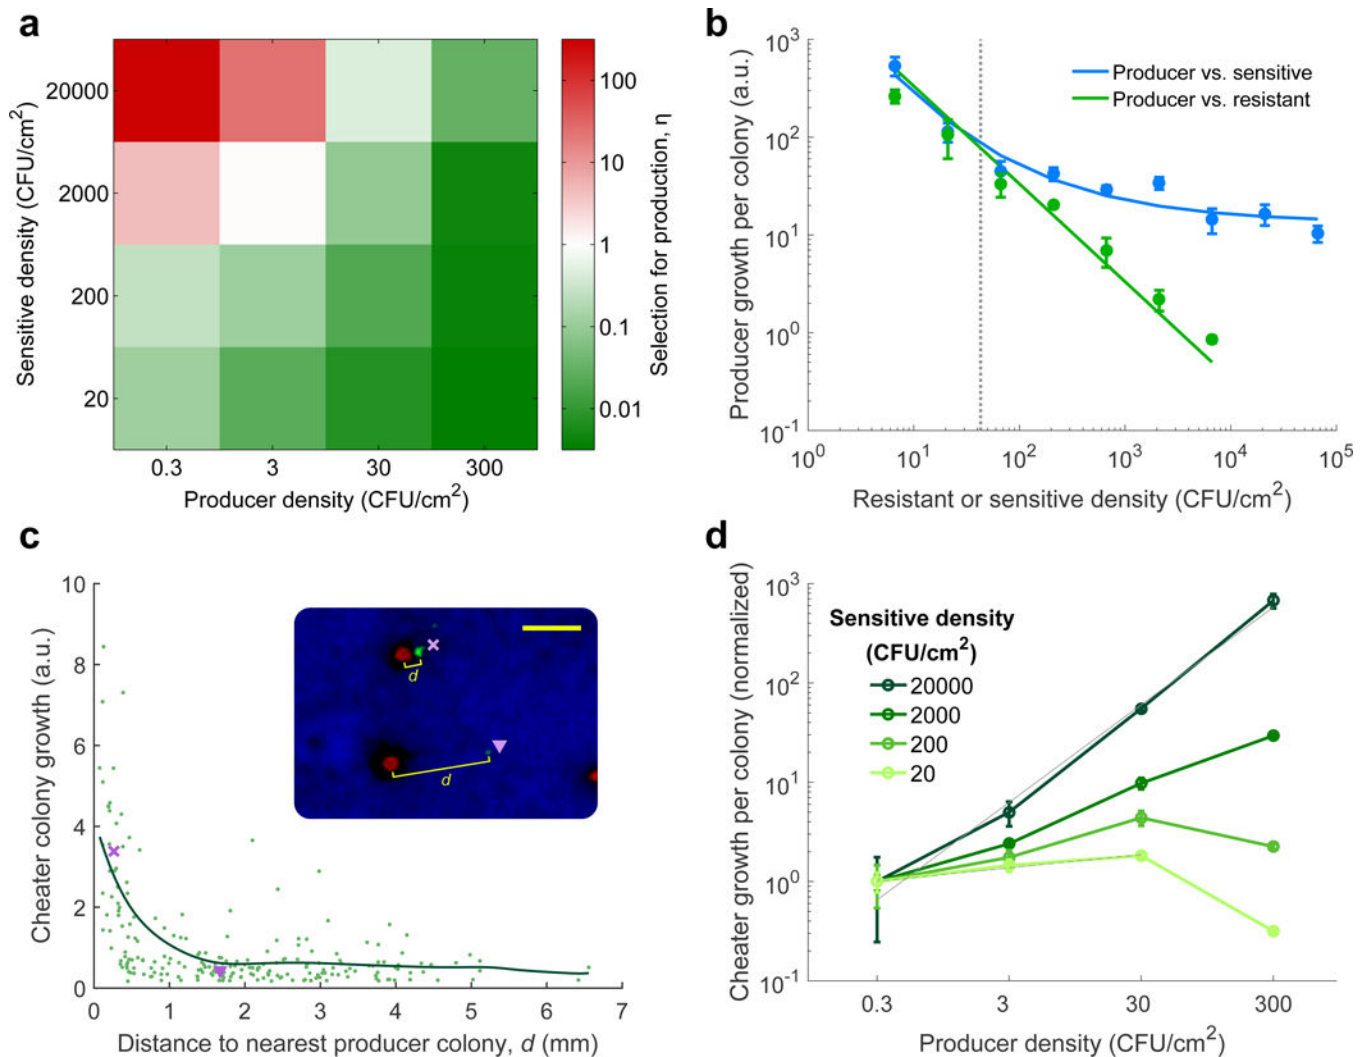 a
Sensitive density (CFU/cm²)
20000
2000
200
20
0.3 3 30 300
Producer density (CFU/cm²)
100
10
1
0.1
0.01
Selection for production, η
b
Producer growth per colony (a.u.)
10³
10²
10¹
10⁰
10⁻¹
Producer vs. sensitive
Producer vs. resistant
10⁰ 10¹ 10² 10³ 10⁴ 10⁵
Resistant or sensitive density (CFU/cm²)
c
Cheater colony growth (a.u.)
10
8
6
4
2
0
d
d
0 1 2 3 4 5 6 7
Distance to nearest producer colony, d (mm)
d
Cheater growth per colony (normalized)
10³
10²
10¹
10⁰
10⁻¹
Sensitive density
(CFU/cm²)
20000
2000
200
20
0.3 3 30 300
Producer density (CFU/cm²)